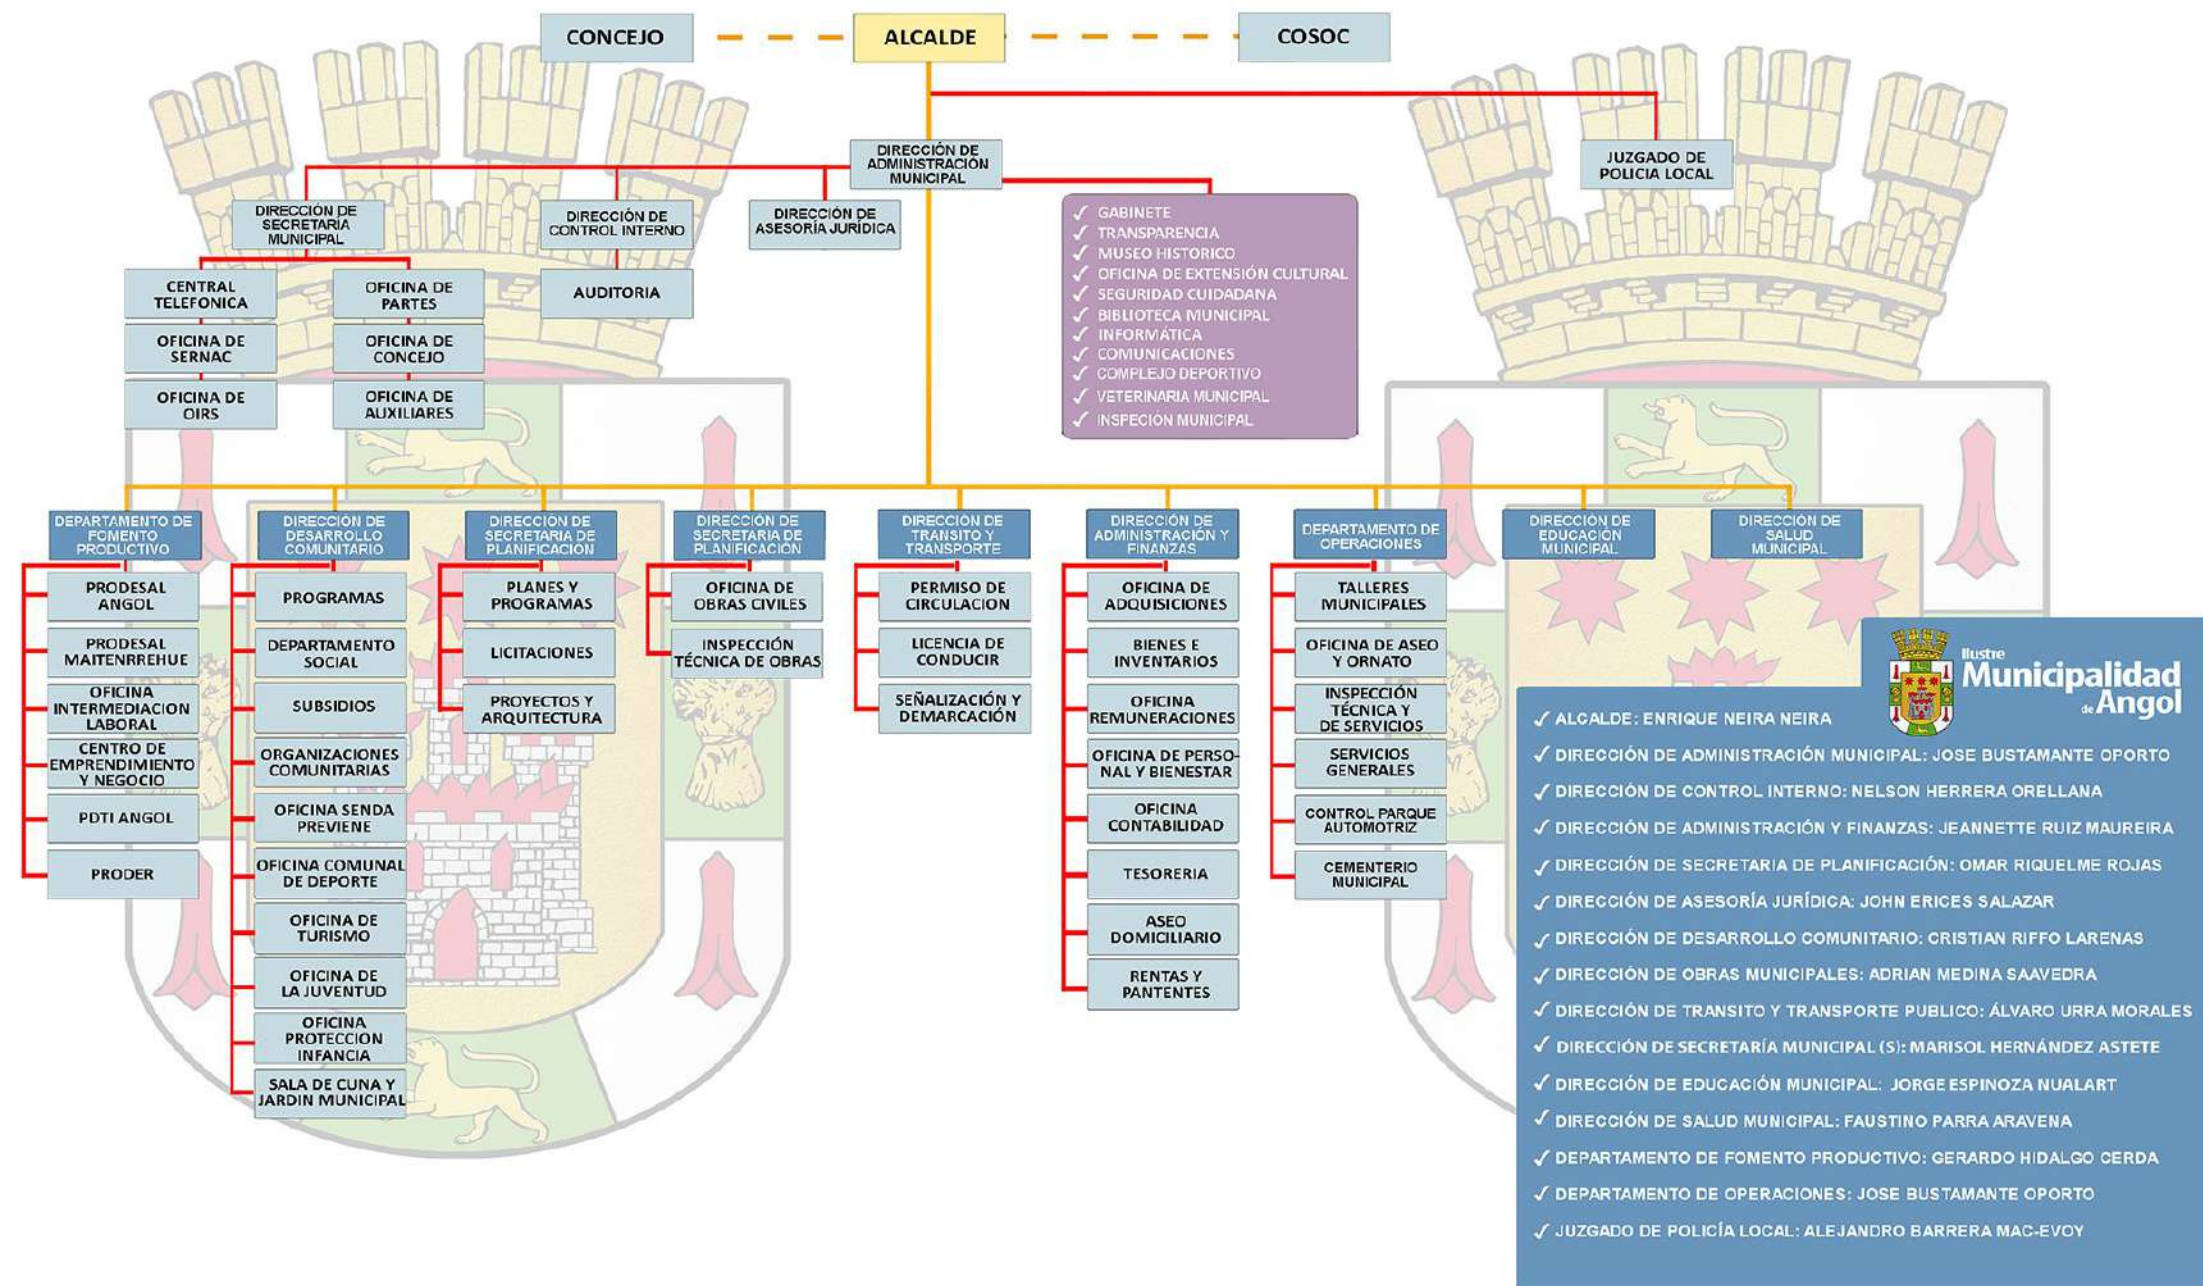 CONCEJO
ALCALDE
COSOC
DIRECCIÓN DE
ADMINISTRACIÓN
MUNICIPAL
JUZGADO DE
POLICIA LOCAL
DIRECCIÓN DE
SECRETARÍA
MUNICIPAL
DIRECCIÓN DE
CONTROL INTERNO
DIRECCIÓN DE
ASESORÍA JURÍDICA
CENTRAL
TELEFONICA
OFICINA DE
SERNAC
OFICINA DE
OIRS
OFICINA DE
PARTES
OFICINA DE
CONCEJO
OFICINA DE
AUXILIARES
AUDITORIA
✓ GABINETE
✓ TRANSPARENCIA
✓ MUSEO HISTORICO
✓ OFICINA DE EXTENSIÓN CULTURAL
✓ SEGURIDAD CUIDADANA
✓ BIBLIOTECA MUNICIPAL
✓ INFORMÁTICA
✓ COMUNICACIONES
✓ COMPLEJO DEPORTIVO
✓ VETERINARIA MUNICIPAL
✓ INSPECIÓN MUNICIPAL
DEPARTAMENTO DE
FOMENTO
PRODUCTIVO
PRODESAL
ANGOL
PRODESAL
MAITENRREHUE
OFICINA
INTERMEDIACION
LABORAL
CENTRO DE
EMPRENDIMIENTO
Y NEGOCIO
PDTI ANGOL
PRODER
DIRECCIÓN DE
DESARROLLO
COMUNITARIO
PROGRAMAS
DEPARTAMENTO
SOCIAL
SUBSIDIOS
ORGANIZACIONES
COMUNITARIAS
OFICINA SENDA
PREVIENE
OFICINA COMUNAL
DE DEPORTE
OFICINA DE
TURISMO
OFICINA DE
LA JUVENTUD
OFICINA
PROTECCION
INFANCIA
SALA DE CUNA Y
JARDIN MUNICIPAL
DIRECCIÓN DE
SECRETARIA
DE PLANIFICACION
PLANES Y
PROGRAMAS
LICITACIONES
PROYECTOS Y
ARQUITECTURA
DIRECCIÓN DE
SECRETARIA DE
PLANIFICACIÓN
OFICINA DE
OBRAS CIVILES
INSPECCIÓN
TÉCNICA DE OBRAS
DIRECCIÓN DE
TRANSITO Y
TRANSPORTE
PERMISO DE
CIRCULACION
LICENCIA DE
CONDUCIR
SEÑALIZACIÓN Y
DEMARCACIÓN
DIRECCIÓN DE
ADMINISTRACIÓN Y
FINANZAS
OFICINA DE
ADQUISICIONES
BIENES E
INVENTARIOS
OFICINA
REMUNERACIONES
OFICINA DE PERSO-
NAL Y BIENESTAR
OFICINA
CONTABILIDAD
TESORERIA
ASEO
DOMICILIARIO
RENTAS Y
PANTENTES
DEPARTAMENTO DE
OPERACIONES
TALLERES
MUNICIPALES
OFICINA DE ASEO
Y ORNATO
INSPECCIÓN
TÉCNICA Y
DE SERVICIOS
SERVICIOS
GENERALES
CONTROL PARQUE
AUTOMOTRIZ
CEMENTERIO
MUNICIPAL
DIRECCIÓN DE
EDUCACIÓN
MUNICIPAL
DIRECCIÓN DE
SALUD
MUNICIPAL
Ilustre
Municipalidad
de Angol
✓ ALCALDE: ENRIQUE NEIRA NEIRA
✓ DIRECCIÓN DE ADMINISTRACIÓN MUNICIPAL: JOSE BUSTAMANTE OPORTO
✓ DIRECCIÓN DE CONTROL INTERNO: NELSON HERRERA ORELLANA
✓ DIRECCIÓN DE ADMINISTRACIÓN Y FINANZAS: JEANNETTE RUIZ MAUREIRA
✓ DIRECCIÓN DE SECRETARIA DE PLANIFICACIÓN: OMAR RIQUELME ROJAS
✓ DIRECCIÓN DE ASESORÍA JURÍDICA: JOHN ERICES SALAZAR
✓ DIRECCIÓN DE DESARROLLO COMUNITARIO: CRISTIAN RIFFO LARENAS
✓ DIRECCIÓN DE OBRAS MUNICIPALES: ADRIAN MEDINA SAAVEDRA
✓ DIRECCIÓN DE TRANSITO Y TRANSPORTE PUBLICO: ÁLVARO URRA MORALES
✓ DIRECCIÓN DE SECRETARÍA MUNICIPAL (S): MARISOL HERNÁNDEZ ASTETE
✓ DIRECCIÓN DE EDUCACIÓN MUNICIPAL: JORGE ESPINOZA NUALART
✓ DIRECCIÓN DE SALUD MUNICIPAL: FAUSTINO PARRA ARAVENA
✓ DEPARTAMENTO DE FOMENTO PRODUCTIVO: GERARDO HIDALGO CERDA
✓ DEPARTAMENTO DE OPERACIONES: JOSE BUSTAMANTE OPORTO
✓ JUZGADO DE POLICÍA LOCAL: ALEJANDRO BARRERA MAC-EVOY